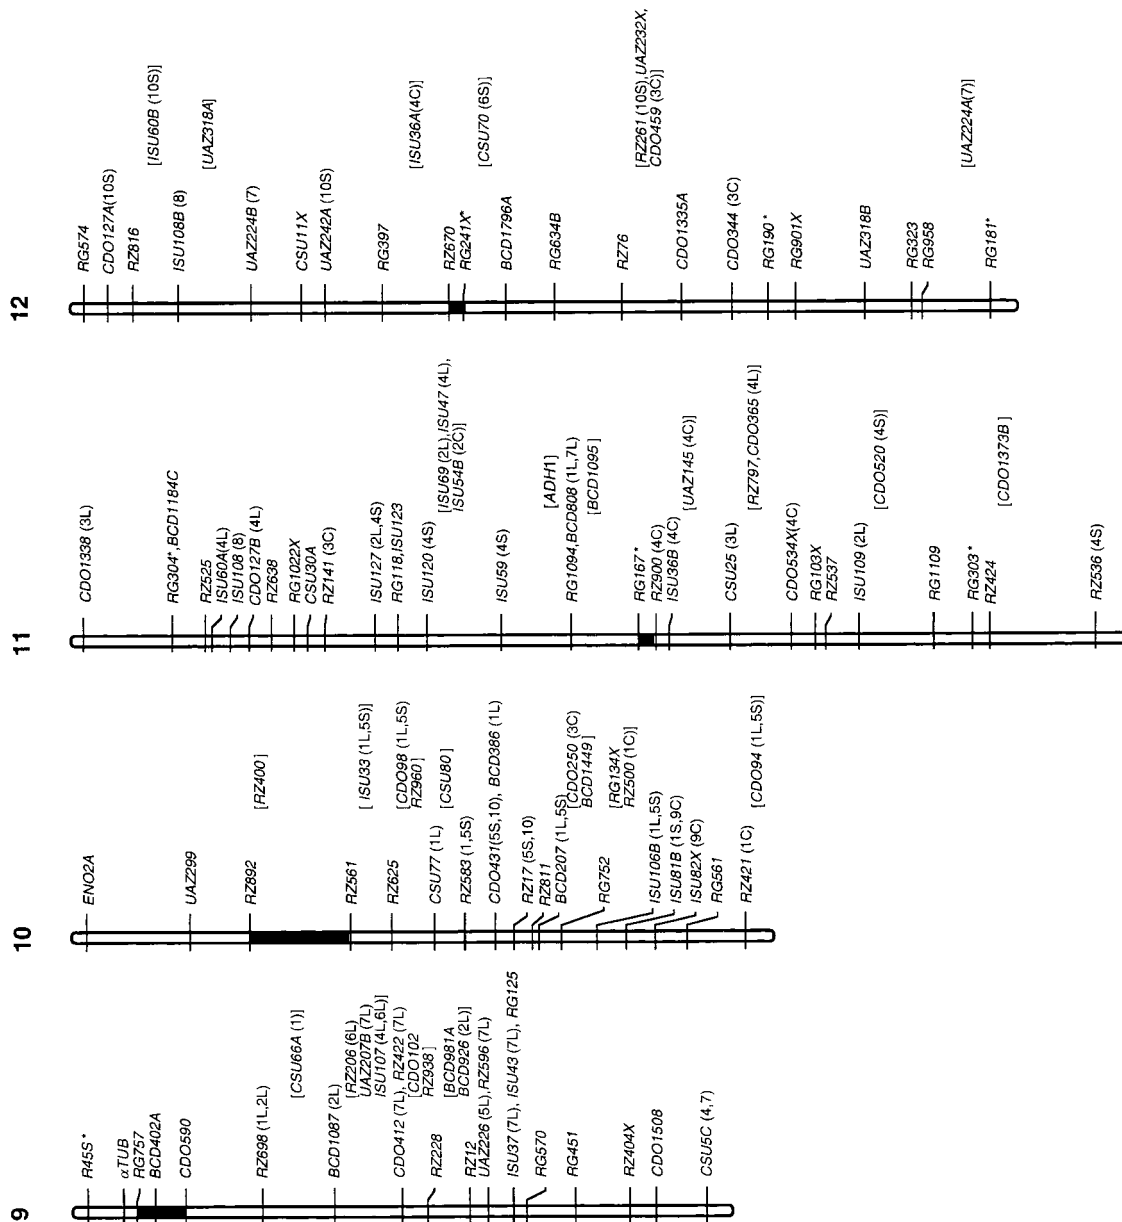 12
RG574
CDO127A(10S)
RZ816
[ISU60B (10S)]
ISU108B (8)
[UAZ318A]
UAZ224B (7)
CSU11X
UAZ242A (10S)
RG397
[ISU36A(4C)]
RZ670
RG241X*
[CSU70 (6S)]
BCD1796A
RG634B
RZ76
[RZ261 (10S),UAZ232X,
CDO459 (3C)]
CDO1335A
CDO344 (3C)
RG190*
RG901X
UAZ318B
RG323
RG958
[UAZ224A(7)]
RG181*
11
CDO1338 (3L)
RG304*,BCD1184C
RZ525
ISU60A(4L)
ISU108 (8)
CDO127B (4L)
RZ638
RG1022X
CSU30A
RZ141 (3C)
ISU127 (2L,4S)
RG118,ISU123
ISU120 (4S)
[ISU69 (2L),ISU47 (4L),
ISU54B (2C)]
ISU59 (4S)
[ADH1]
RG1094,BCD808 (1L,7L)
[BCD1095]
RG167*
RZ900 (4C)
ISU36B (4C)
[UAZ145 (4C)]
CSU25 (3L)
[RZ797,CDO365 (4L)]
CDO534X(4C)
RG103X
RZ537
ISU109 (2L)
[CDO520 (4S)]
RG1109
RG303*
RZ424
[CDO1373B]
RZ536 (4S)
10
ENO2A
UAZ299
RZ892
[RZ400]
RZ561
[ISU33 (1L,5S)]
RZ625
[CDO98 (1L,5S)
RZ960]
CSU77 (1L)
[CSU80]
RZ583 (1,5S)
CDO431(5S,10), BCD386 (1L)
RZ17 (5S,10)
RZ811
BCD207 (1L,5S)
[CDO250 (3C)
BCD1449]
RG752
[RG134X
RZ500 (1C)]
ISU106B (1L,5S)
ISU81B (1S,9C)
ISU82X (9C)
RG561
RZ421 (1C)
[CDO94 (1L,5S)]
9
R45S*
αTUB
RG757
BCD402A
CDO590
RZ698 (1L,2L)
[CSU66A (1)]
BCD1087 (2L)
[RZ206 (6L)
UAZ207B (7L)
ISU107 (4L,6L)]
CDO412 (7L), RZ422 (7L)
[CDO102
RZ938]
RZ228
[BCD981A
BCD926 (2L)]
RZ12
UAZ226 (5L),RZ596 (7L)
ISU37 (7L), ISU43 (7L), RG125
RG570
RG451
RZ404X
CDO1508
CSU5C (4,7)